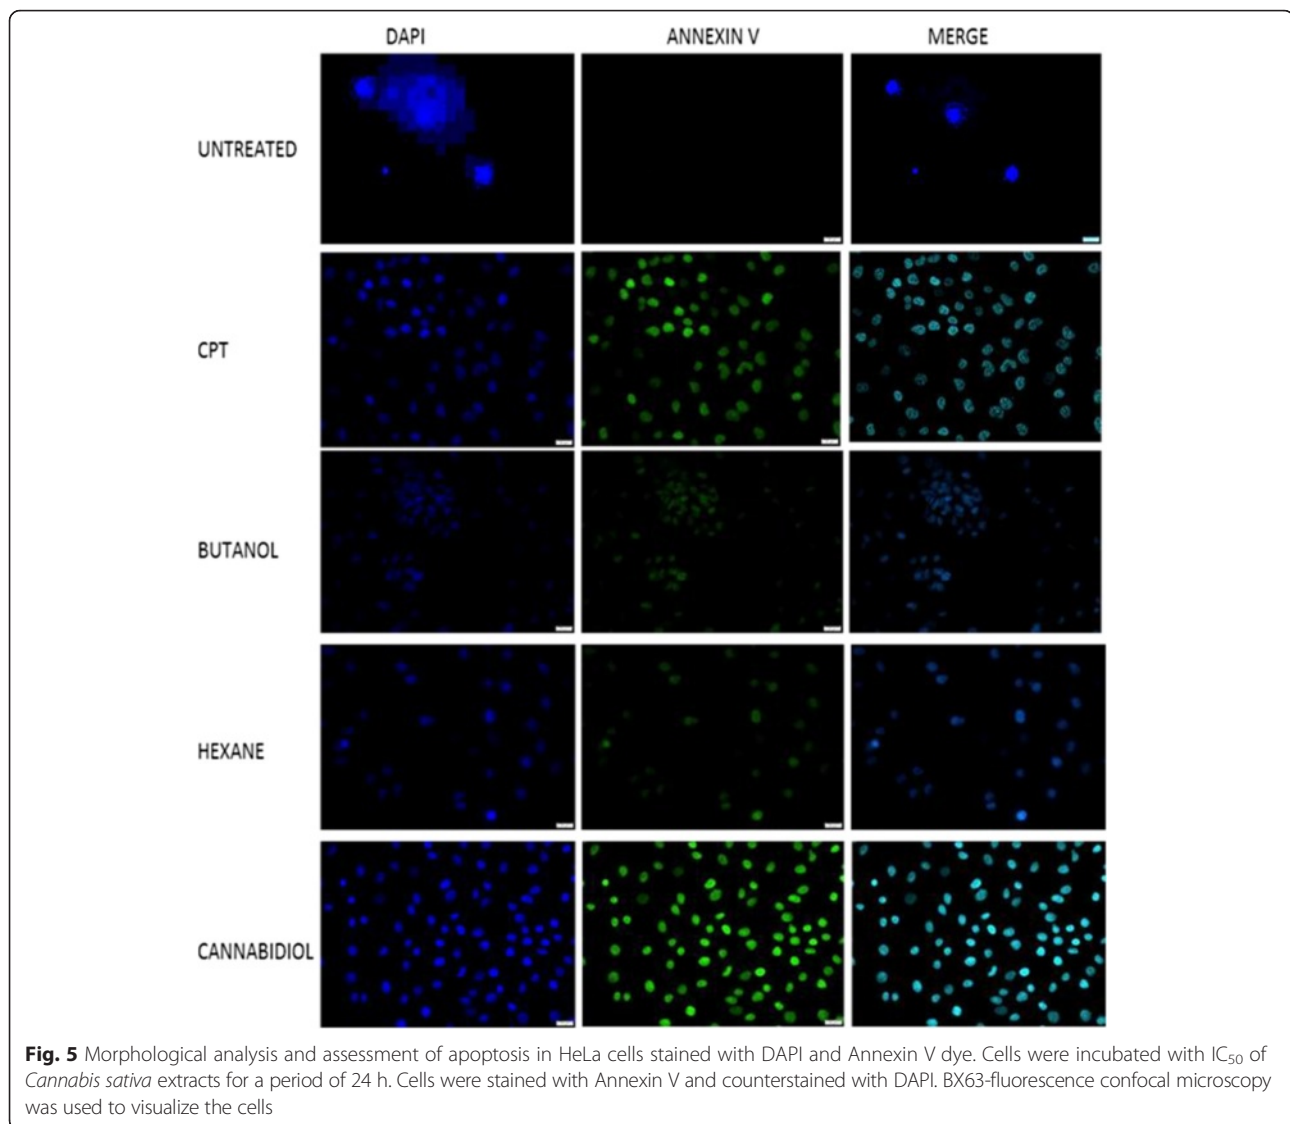 DAPI ANNEXIN V MERGE
UNTREATED
CPT
BUTANOL
HEXANE
CANNABIDIOL
Fig. 5 Morphological analysis and assessment of apoptosis in HeLa cells stained with DAPI and Annexin V dye. Cells were incubated with IC50 of
Cannabis sativa extracts for a period of 24 h. Cells were stained with Annexin V and counterstained with DAPI. BX63-fluorescence confocal microscopy
was used to visualize the cells